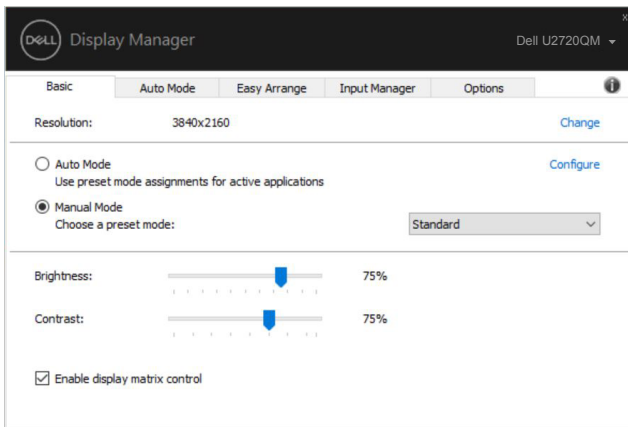 x
DELL Display Manager
Dell U2720QM
Basic Auto Mode Easy Arrange Input Manager Options
Resolution: 3840x2160 Change
Auto Mode Configure
Use preset mode assignments for active applications
Manual Mode
Choose a preset mode: Standard
Brightness: 75%
Contrast: 75%
Enable display matrix control